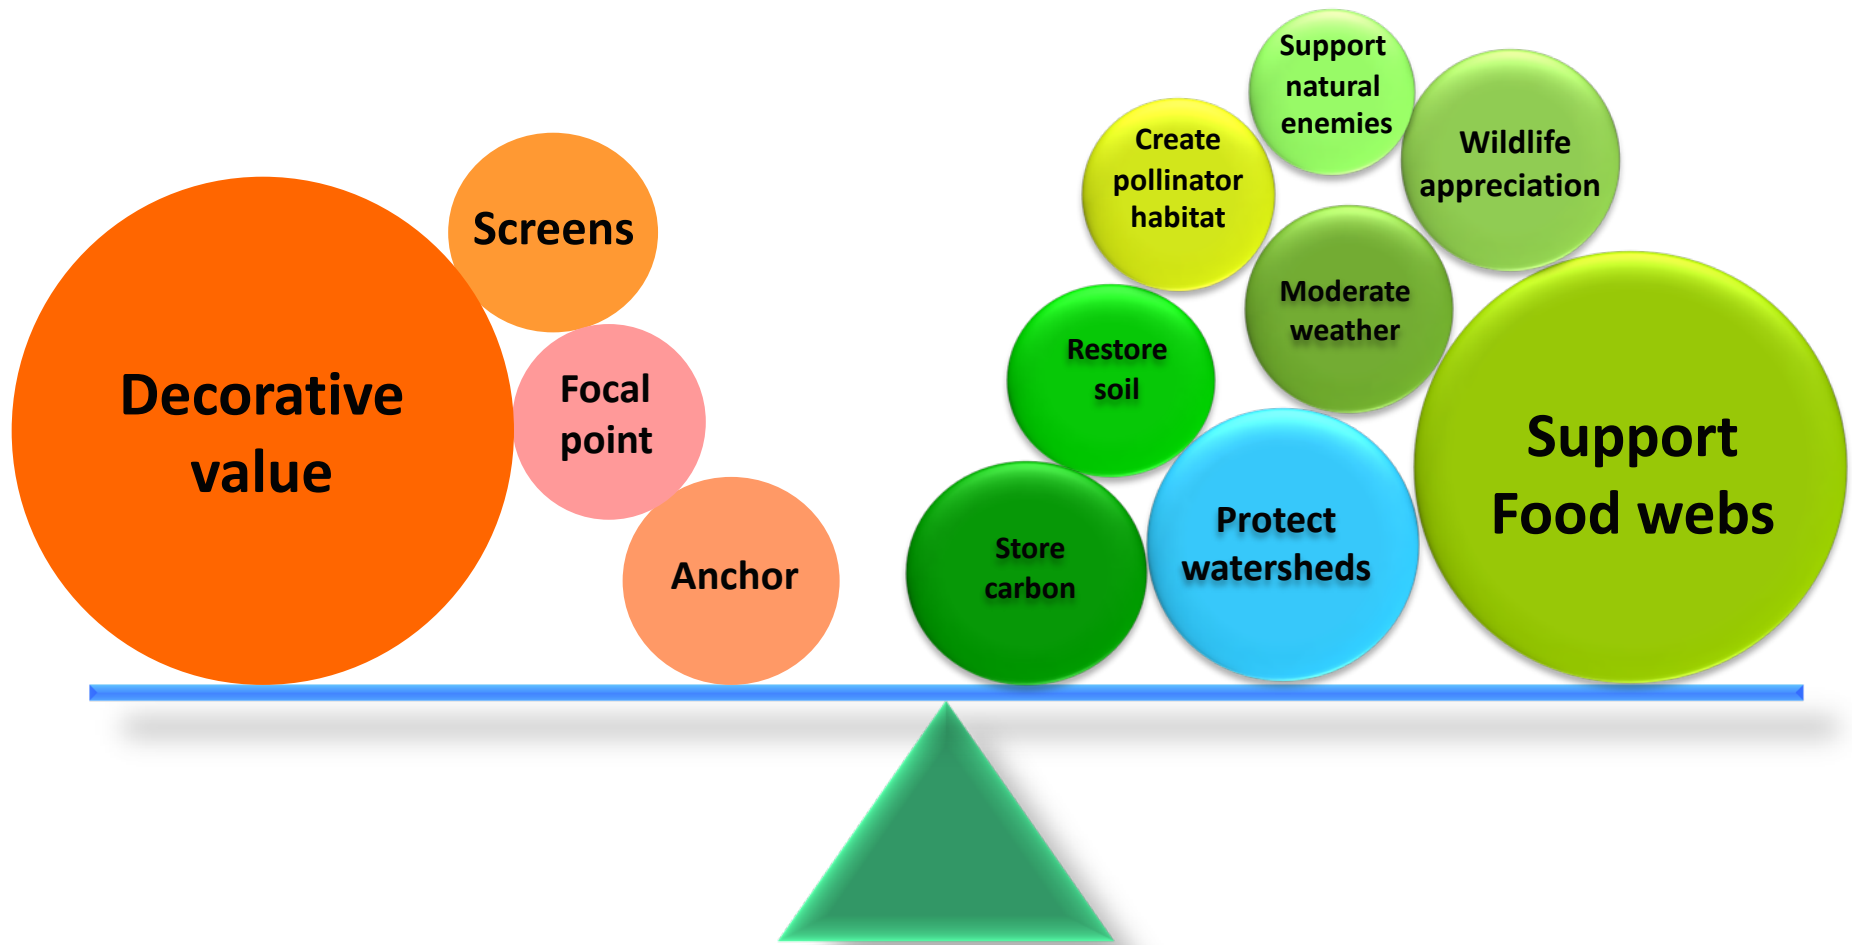 Decorative
value
Screens
Focal
point
Anchor
Support
natural
enemies
Create
pollinator
habitat
Wildlife
appreciation
Moderate
weather
Restore
soil
Store
carbon
Protect
watersheds
Support
Food webs